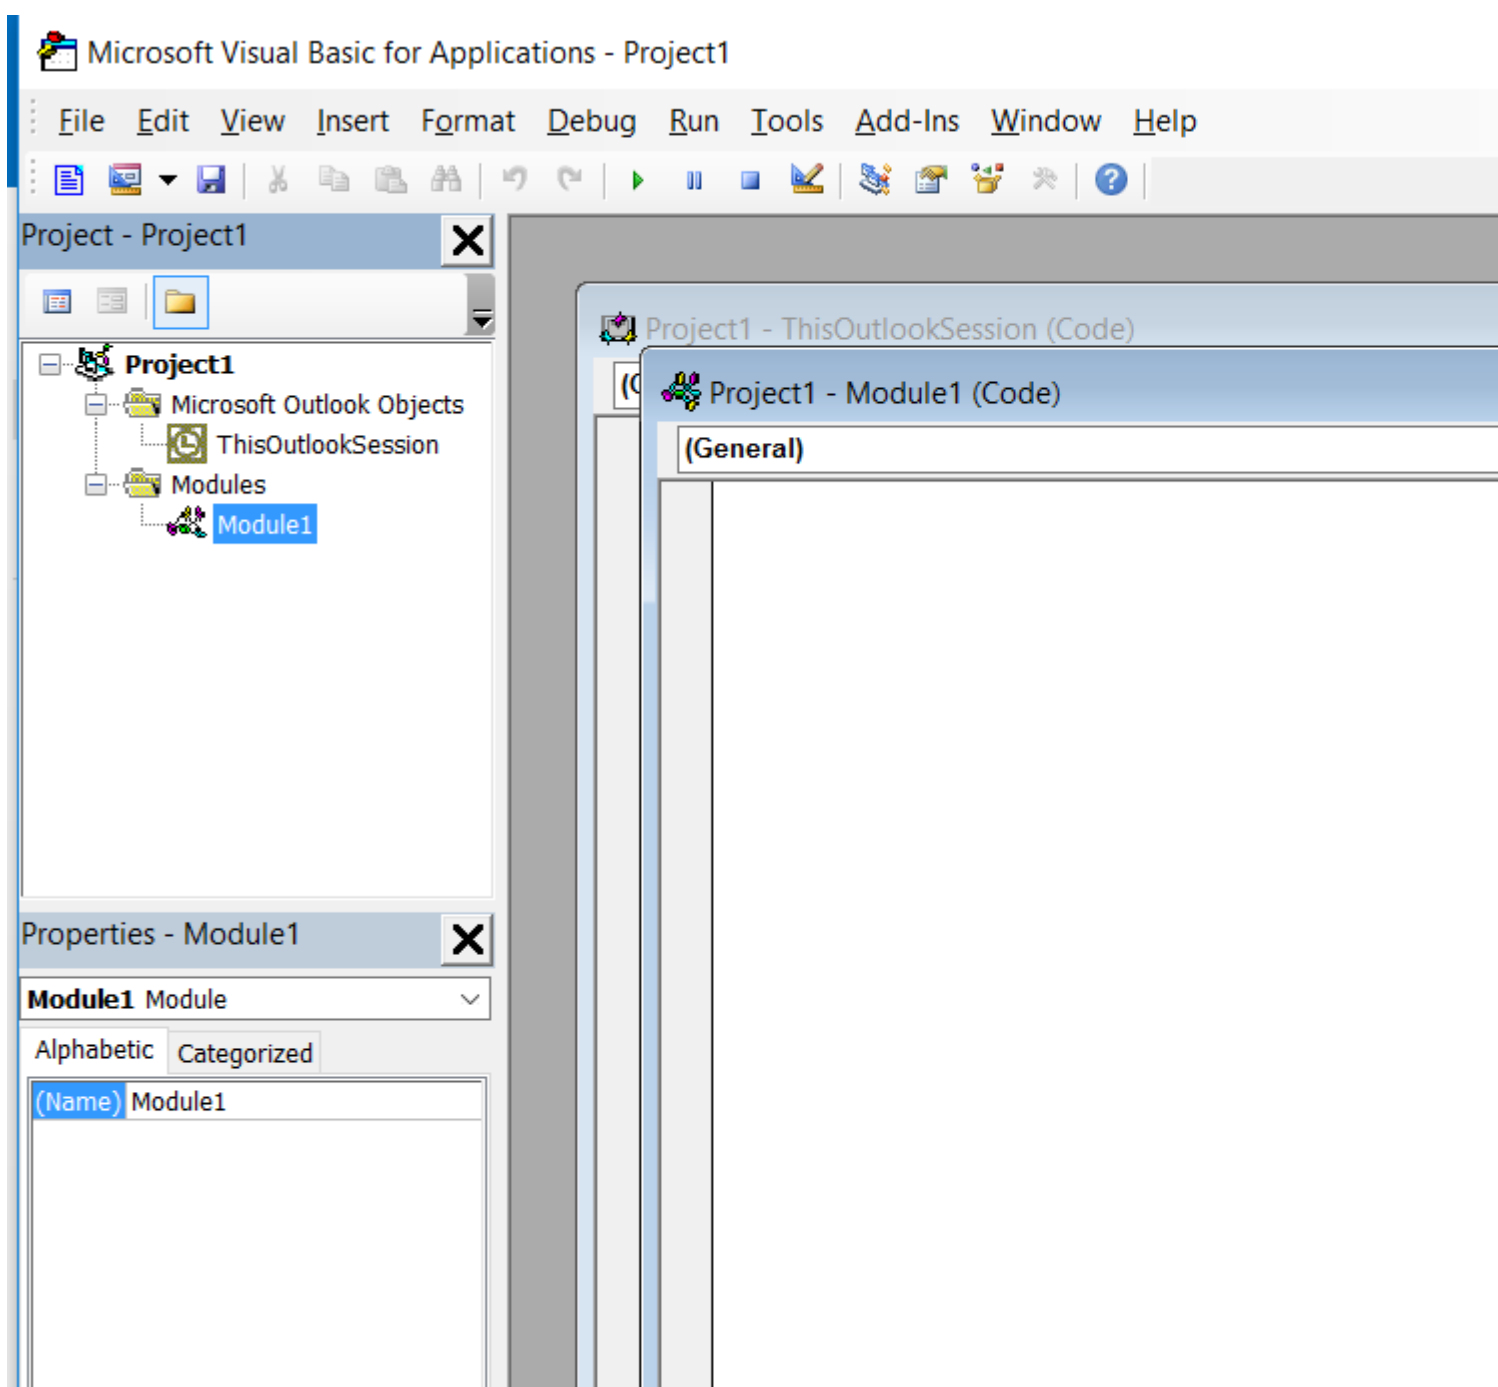 Microsoft Visual Basic for Applications - Project1
File Edit View Insert Format Debug Run Tools Add-Ins Window Help
Project - Project1
Project1
Microsoft Outlook Objects
ThisOutlookSession
Modules
Module1
Properties - Module1
Module1 Module
Alphabetic Categorized
(Name) Module1
Project1 - ThisOutlookSession (Code)
Project1 - Module1 (Code)
(General)